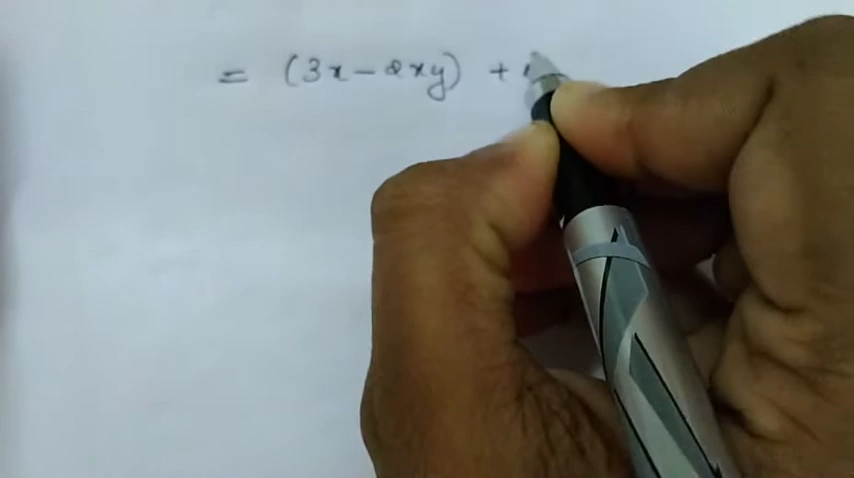 = (3x - 2xy) +